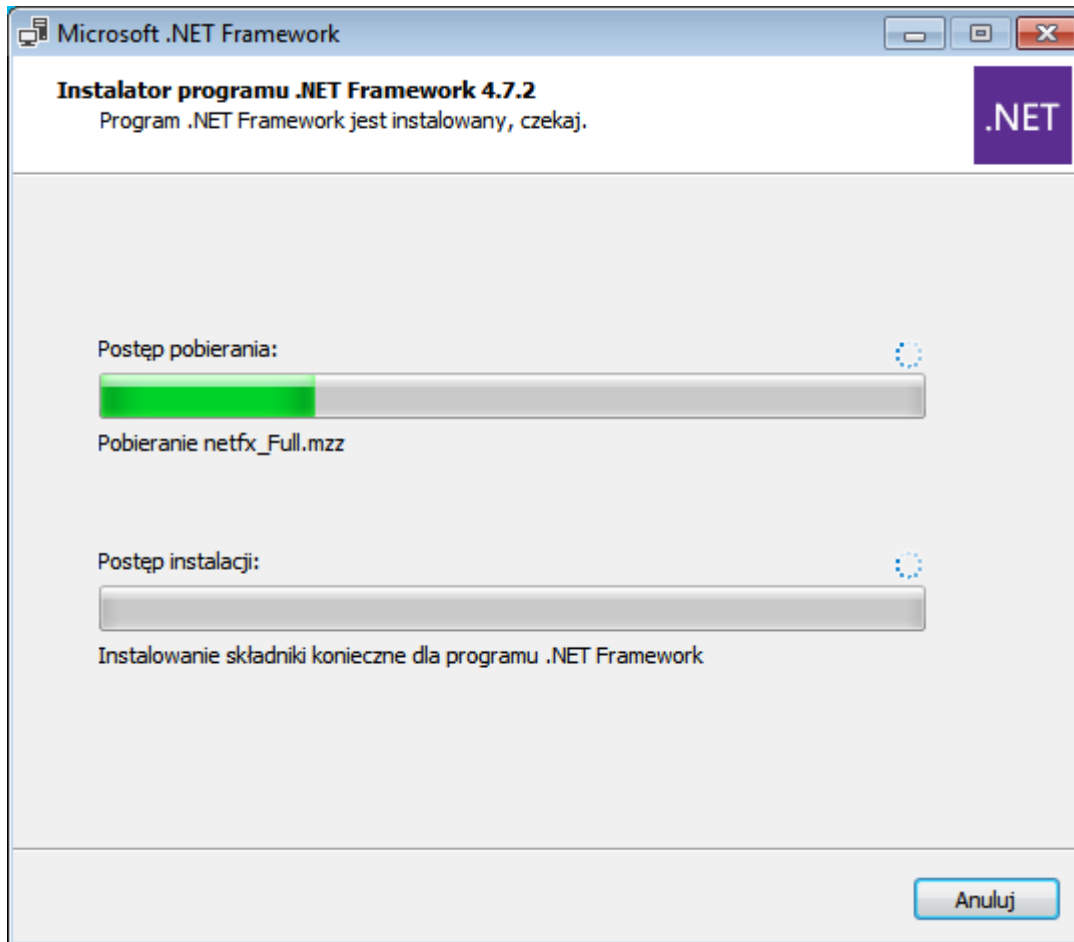 Microsoft .NET Framework
Instalator programu .NET Framework 4.7.2
Program .NET Framework jest instalowany, czekaj.
.NET
Postęp pobierania:
Pobieranie netfx_Full.mzz
Postęp instalacji:
Instalowanie składniki konieczne dla programu .NET Framework
Anuluj